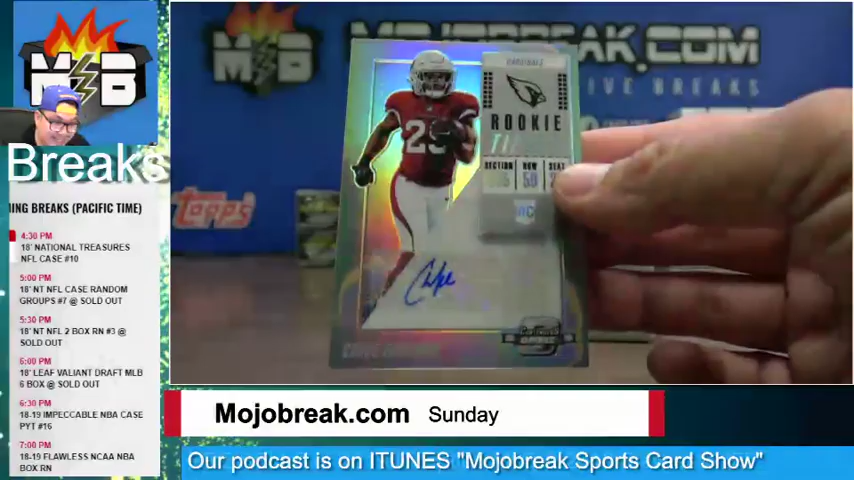 MB
MB
MOJOBREAK.COM
LIVE BREAKS
topps
Breaks
ING BREAKS (PACIFIC TIME)
4:30 PM
18' NATIONAL TREASURES
NFL CASE #10
5:00 PM
18' NT NFL CASE RANDOM
GROUPS #7 @ SOLD OUT
5:30 PM
18' NT NFL 2 BOX RN #3 @
SOLD OUT
6:00 PM
18' LEAF VALIANT DRAFT MLB
6 BOX @ SOLD OUT
6:30 PM
18-19 IMPECCABLE NBA CASE
PYT #16
7:00 PM
18-19 FLAWLESS NCAA NBA
BOX RN
ROOKIE
SECTION ROW SEAT
59
RC
Mojobreak.com Sunday
Our podcast is on ITUNES "Mojobreak Sports Card Show"